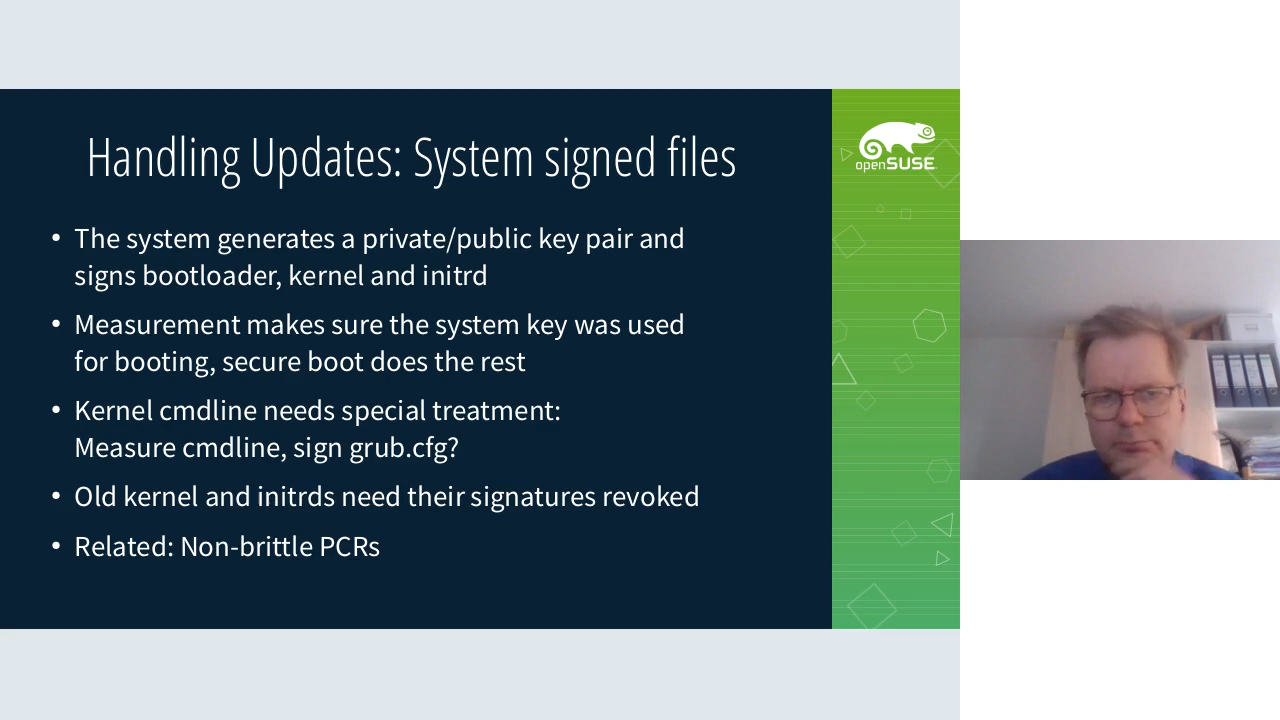 Handling Updates: System signed files
openSUSE
• The system generates a private/public key pair and
signs bootloader, kernel and initrd
• Measurement makes sure the system key was used
for booting, secure boot does the rest
• Kernel cmdline needs special treatment:
Measure cmdline, sign grub.cfg?
• Old kernel and initrds need their signatures revoked
• Related: Non-brittle PCRs